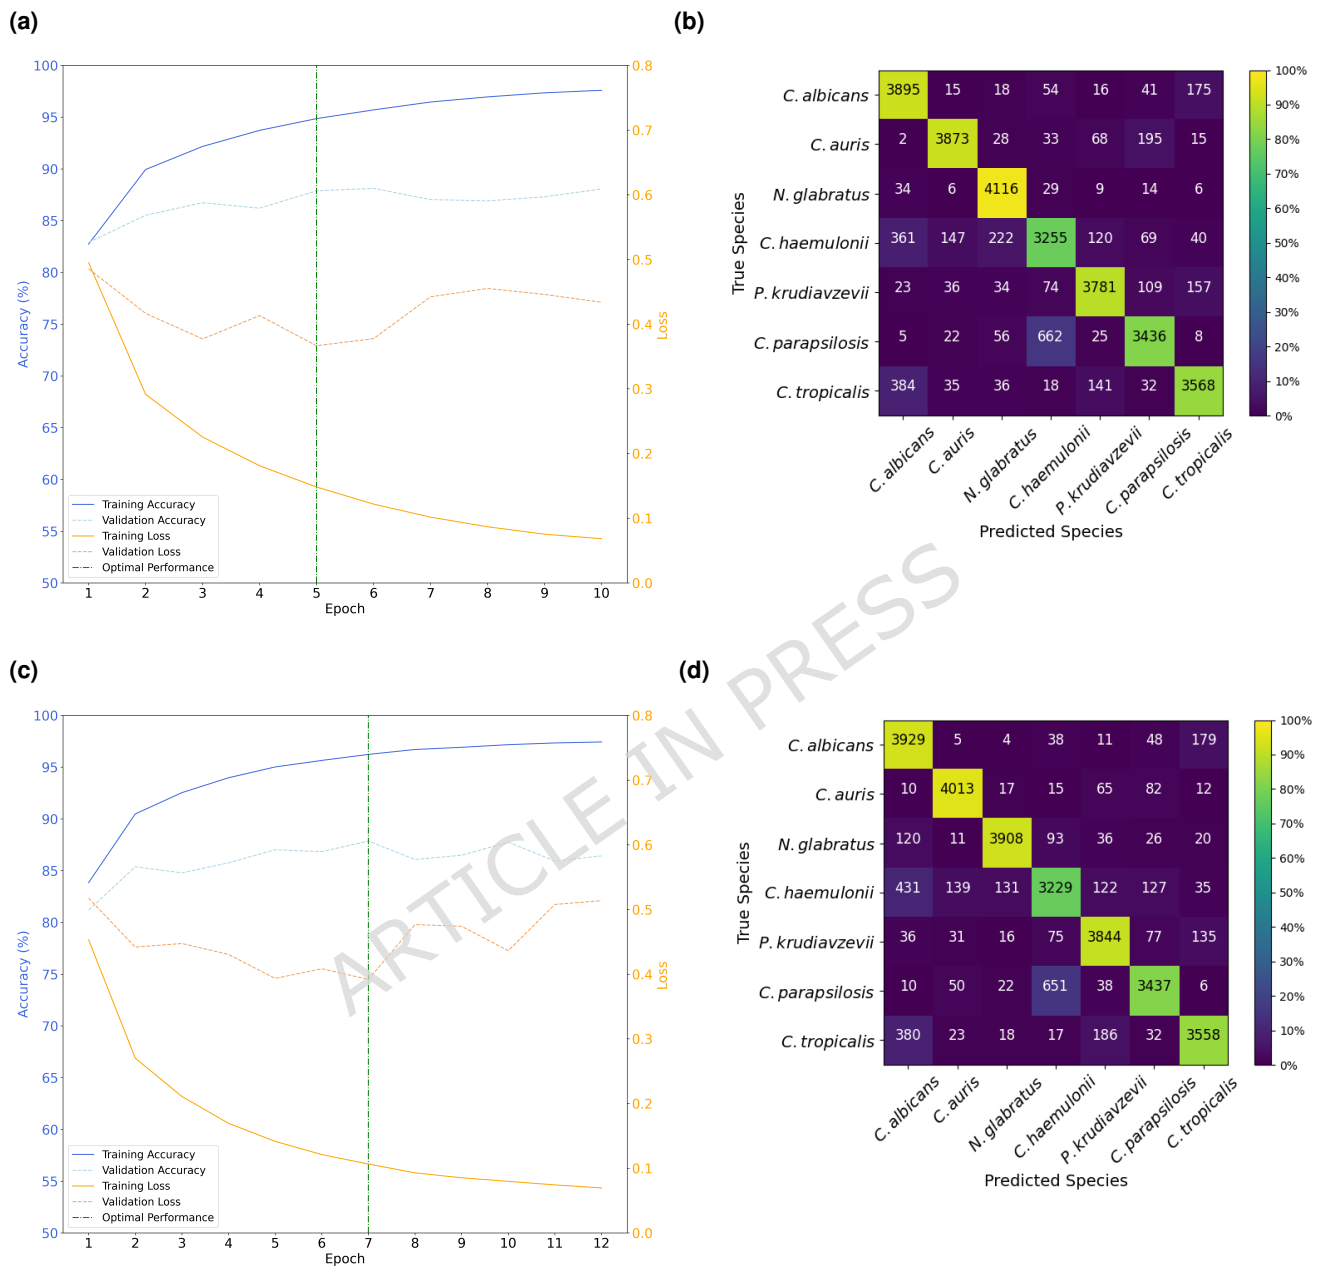 (a)
100
95
90
85
80
75
70
65
60
55
50
Accuracy (%)
0.8
0.7
0.6
0.5
0.4
0.3
0.2
0.1
0.0
Loss
Training Accuracy
Validation Accuracy
Training Loss
Validation Loss
Optimal Performance
1 2 3 4 5 6 7 8 9 10
Epoch
(b)
True Species
C. albicans 3895 15 18 54 16 41 175
C. auris 2 3873 28 33 68 195 15
N. glabratus 34 6 4116 29 9 14 6
C. haemulonii 361 147 222 3255 120 69 40
P. krudiavzevii 23 36 34 74 3781 109 157
C. parapsilosis 5 22 56 662 25 3436 8
C. tropicalis 384 35 36 18 141 32 3568
C. albicans
C. auris
N. glabratus
C. haemulonii
P. krudiavzevii
C. parapsilosis
C. tropicalis
Predicted Species
100%
90%
80%
70%
60%
50%
40%
30%
20%
10%
0%
ARTICLE IN PRESS
(c)
100
95
90
85
80
75
70
65
60
55
50
Accuracy (%)
0.8
0.7
0.6
0.5
0.4
0.3
0.2
0.1
0.0
Loss
Training Accuracy
Validation Accuracy
Training Loss
Validation Loss
Optimal Performance
1 2 3 4 5 6 7 8 9 10 11 12
Epoch
(d)
True Species
C. albicans 3929 5 4 38 11 48 179
C. auris 10 4013 17 15 65 82 12
N. glabratus 120 11 3908 93 36 26 20
C. haemulonii 431 139 131 3229 122 127 35
P. krudiavzevii 36 31 16 75 3844 77 135
C. parapsilosis 10 50 22 651 38 3437 6
C. tropicalis 380 23 18 17 186 32 3558
C. albicans
C. auris
N. glabratus
C. haemulonii
P. krudiavzevii
C. parapsilosis
C. tropicalis
Predicted Species
100%
90%
80%
70%
60%
50%
40%
30%
20%
10%
0%